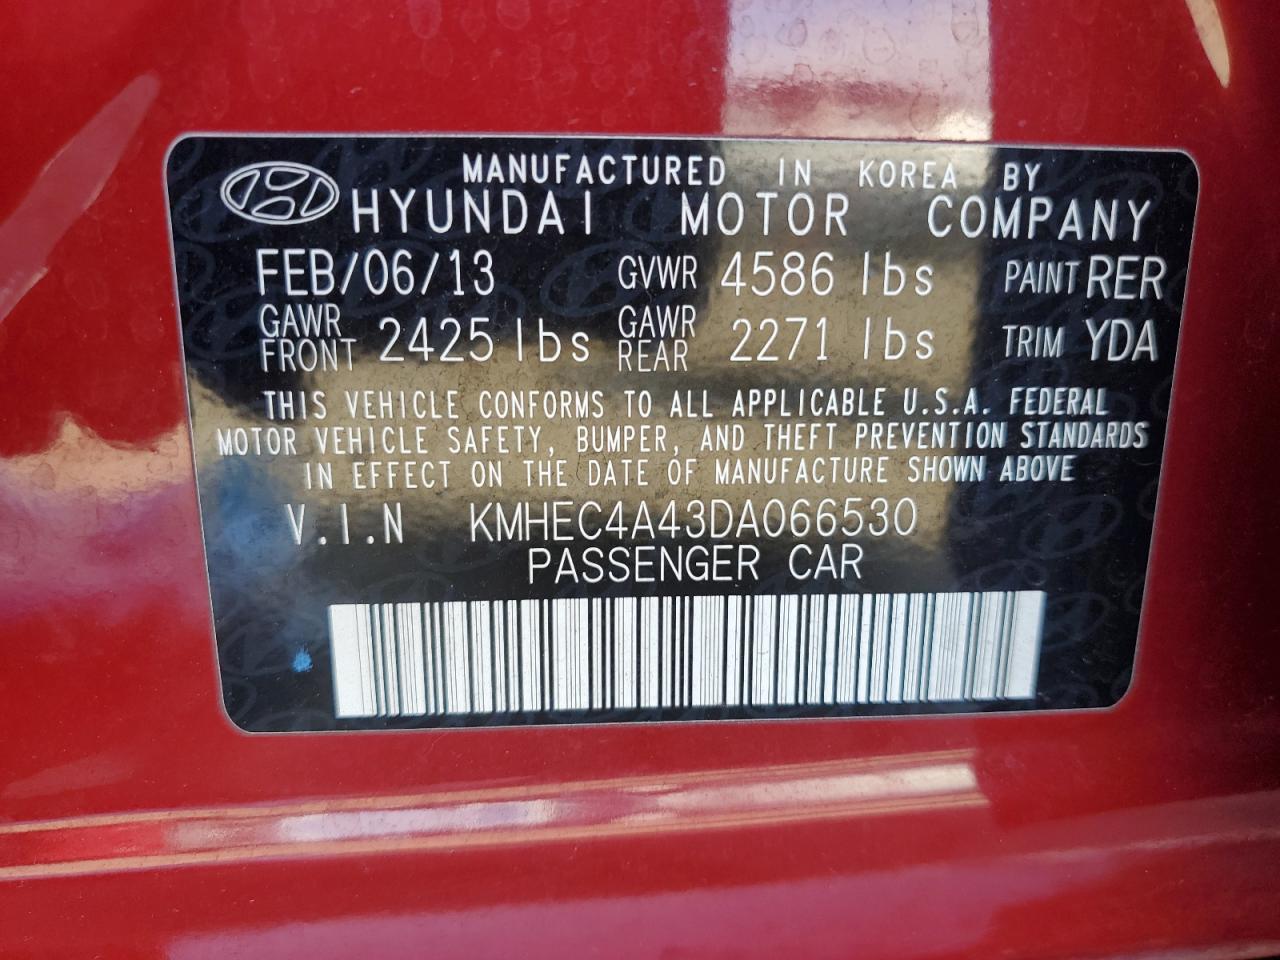 MANUFACTURED IN KOREA BY
HYUNDAI MOTOR COMPANY
FEB/06/13 GVWR 4586 lbs PAINT RER
GAWR FRONT 2425 lbs GAWR REAR 2271 lbs TRIM YDA
THIS VEHICLE CONFORMS TO ALL APPLICABLE U.S.A. FEDERAL
MOTOR VEHICLE SAFETY, BUMPER, AND THEFT PREVENTION STANDARDS
IN EFFECT ON THE DATE OF MANUFACTURE SHOWN ABOVE
V.I.N KMHEC4A43DA066530
PASSENGER CAR